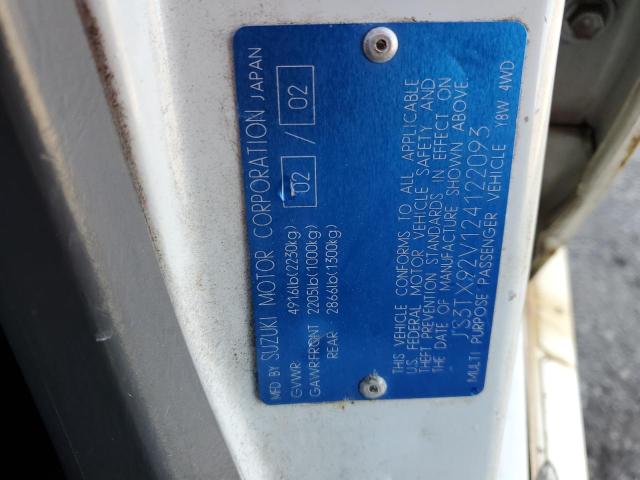 MFD BY SUZUKI MOTOR CORPORATION JAPAN
GVWR 4916lb(2230kg) 02 / 02
GAWR:FRONT 2205lb(1000kg)
REAR 2866lb(1300kg)
THIS VEHICLE CONFORMS TO ALL APPLICABLE
U.S. FEDERAL MOTOR VEHICLE SAFETY AND
THEFT PREVENTION STANDARDS IN EFFECT ON
THE DATE OF MANUFACTURE SHOWN ABOVE.
JS3TX92V124122093
MULTI PURPOSE PASSENGER VEHICLE Y8W 4WD